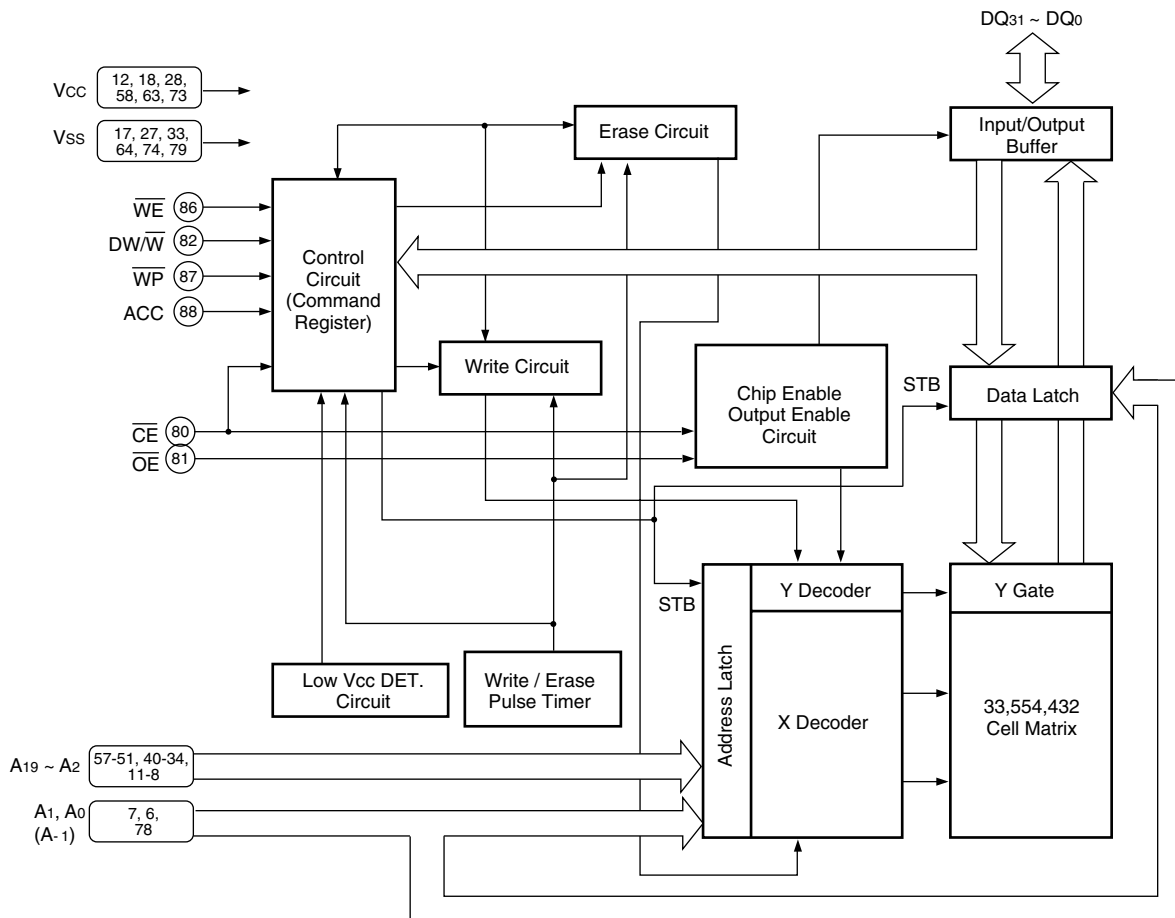 DQ31 ~ DQ0
VCC
12, 18, 28,
58, 63, 73
VSS
17, 27, 33,
64, 74, 79
Erase Circuit
Input/Output
Buffer
WE 86
DW/W 82
WP 87
ACC 88
Control
Circuit
(Command
Register)
Write Circuit
Chip Enable
Output Enable
Circuit
STB
Data Latch
CE 80
OE 81
STB
Address Latch
Y Decoder
Y Gate
Low Vcc DET.
Circuit
Write / Erase
Pulse Timer
X Decoder
33,554,432
Cell Matrix
A19 ~ A2
57-51, 40-34,
11-8
A1, A0
(A-1)
7, 6,
78